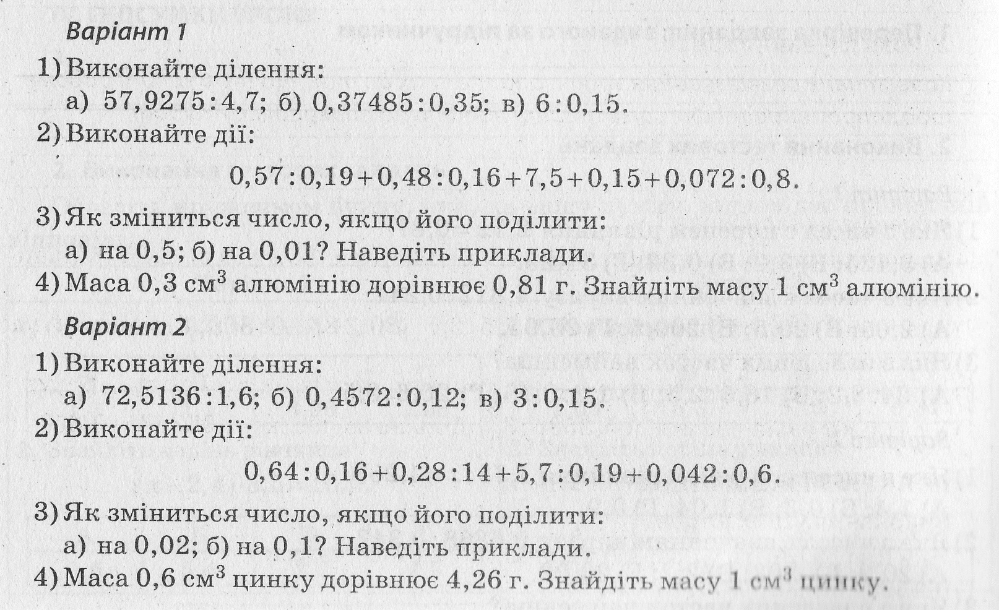 Варіант 1
1) Виконайте ділення:
а) 57,9275:4,7; б) 0,37485:0,35; в) 6:0,15.
2) Виконайте дії:
0,57:0,19+0,48:0,16+7,5+0,15+0,072:0,8.
3) Як зміниться число, якщо його поділити:
а) на 0,5; б) на 0,01? Наведіть приклади.
4) Маса 0,3 см³ алюмінію дорівнює 0,81 г. Знайдіть масу 1 см³ алюмінію.
Варіант 2
1) Виконайте ділення:
а) 72,5136:1,6; б) 0,4572:0,12; в) 3:0,15.
2) Виконайте дії:
0,64:0,16+0,28:14+5,7:0,19+0,042:0,6.
3) Як зміниться число, якщо його поділити:
а) на 0,02; б) на 0,1? Наведіть приклади.
4) Маса 0,6 см³ цинку дорівнює 4,26 г. Знайдіть масу 1 см³ цинку.